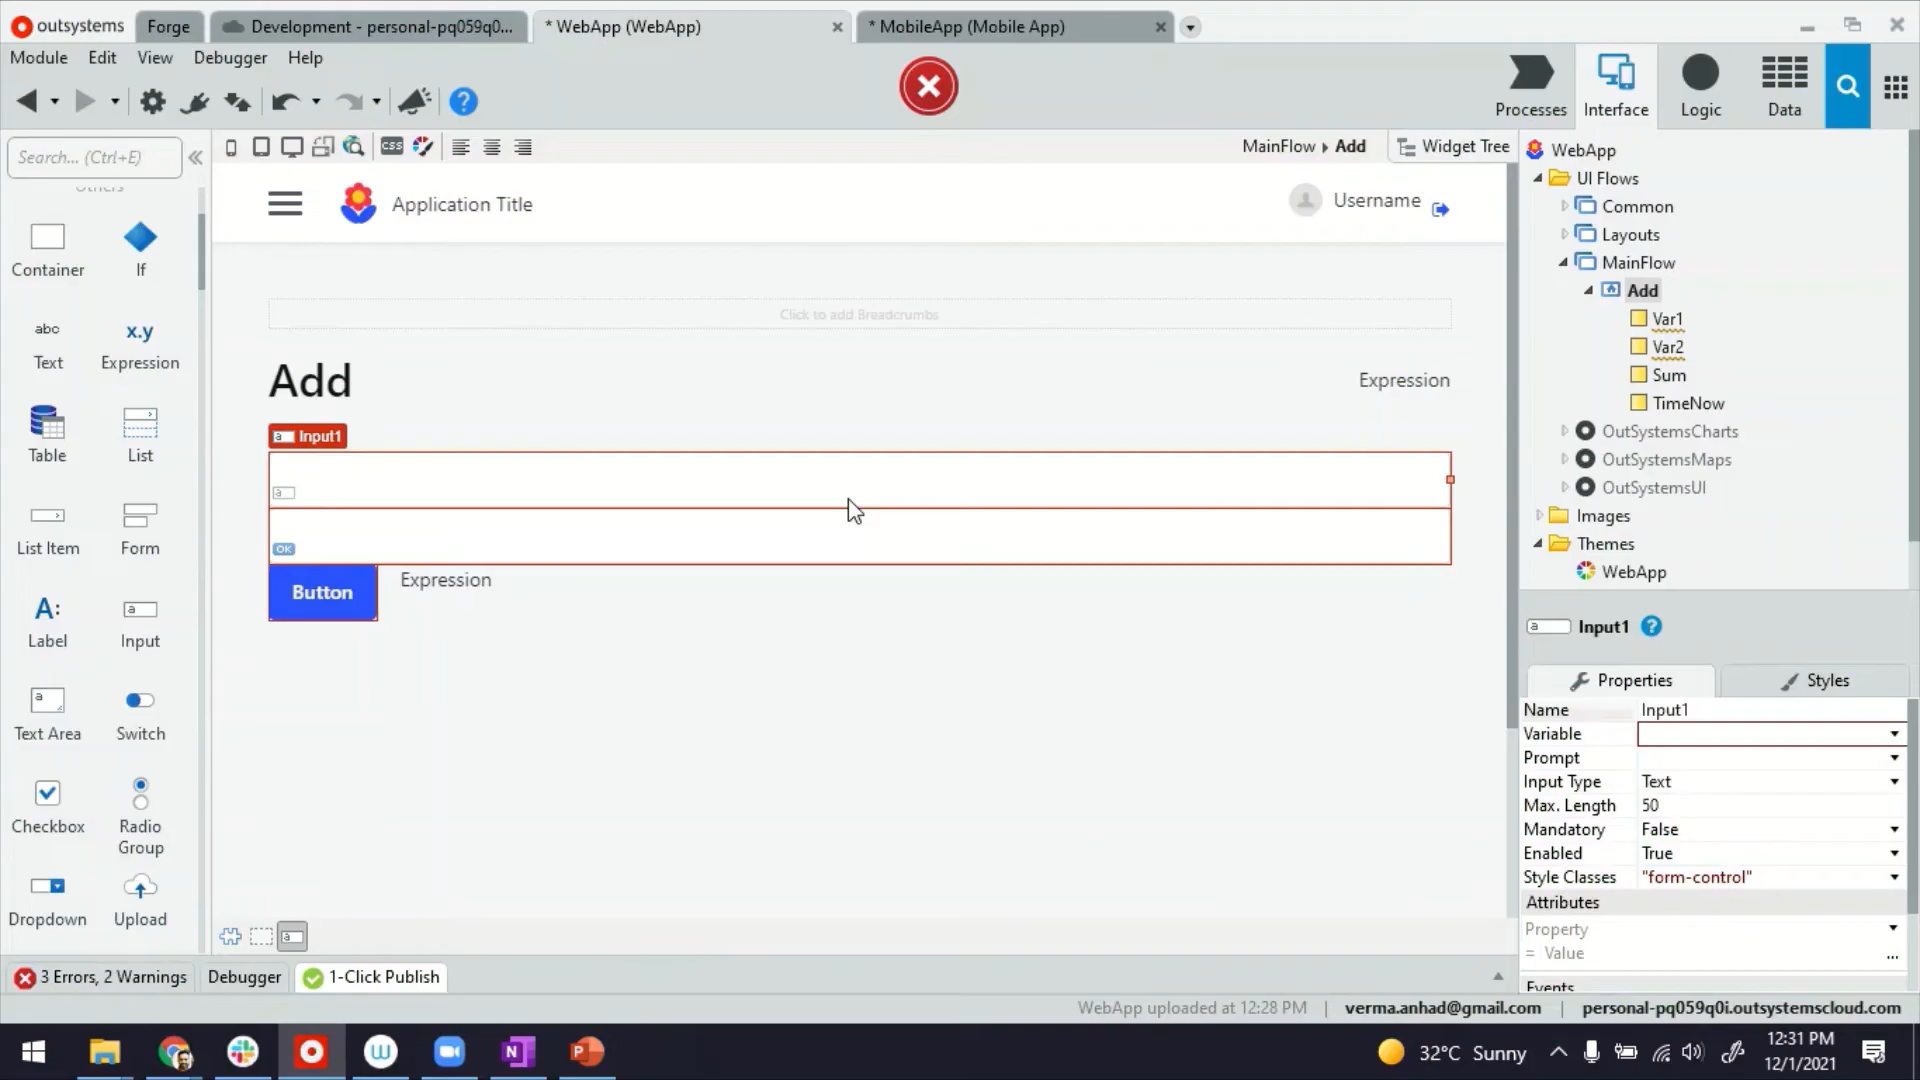 outsystems
Forge
Development - personal-pq059q0...
* WebApp (WebApp)
* MobileApp (Mobile App)
Module Edit View Debugger Help
Processes
Interface
Logic
Data
Search... (Ctrl+E)
CSS
MainFlow Add
Widget Tree
Others
Container
If
abc
Text
x.y
Expression
Table
List
List Item
Form
A:
Label
a
Input
a
Text Area
Switch
Checkbox
Radio
Group
Dropdown
Upload
Application Title
Username
Click to add Breadcrumbs
Add
Expression
a Input1
a
OK
Button
Expression
a
WebApp
UI Flows
Common
Layouts
MainFlow
Add
Var1
Var2
Sum
TimeNow
OutSystemsCharts
OutSystemsMaps
OutSystemsUI
Images
Themes
WebApp
a Input1 ?
Properties
Styles
Name Input1
Variable
Prompt
Input Type Text
Max. Length 50
Mandatory False
Enabled True
Style Classes "form-control"
Attributes
Property
= Value ...
Events
3 Errors, 2 Warnings
Debugger
1-Click Publish
WebApp uploaded at 12:28 PM | verma.anhad@gmail.com | personal-pq059q0i.outsystemscloud.com
32°C Sunny
12:31 PM
12/1/2021